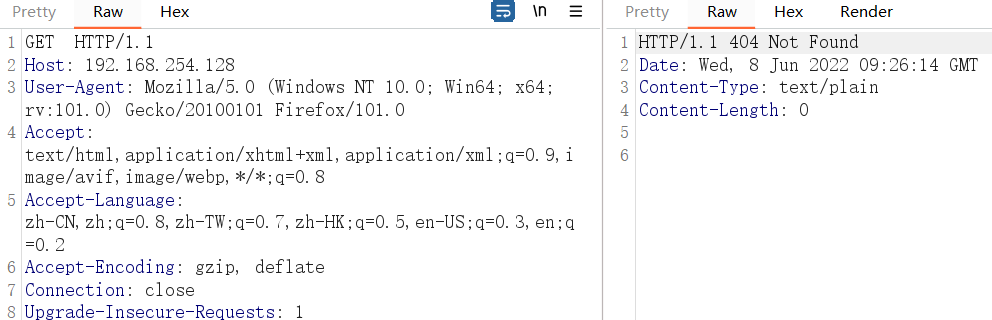 Pretty Raw Hex \n
1 GET  HTTP/1.1
2 Host: 192.168.254.128
3 User-Agent: Mozilla/5.0 (Windows NT 10.0; Win64; x64;
rv:101.0) Gecko/20100101 Firefox/101.0
4 Accept:
text/html,application/xhtml+xml,application/xml;q=0.9,i
mage/avif,image/webp,*/*;q=0.8
5 Accept-Language:
zh-CN,zh;q=0.8,zh-TW;q=0.7,zh-HK;q=0.5,en-US;q=0.3,en;q
=0.2
6 Accept-Encoding: gzip, deflate
7 Connection: close
8 Upgrade-Insecure-Requests: 1
Pretty Raw Hex Render
1 HTTP/1.1 404 Not Found
2 Date: Wed, 8 Jun 2022 09:26:14 GMT
3 Content-Type: text/plain
4 Content-Length: 0
5
6